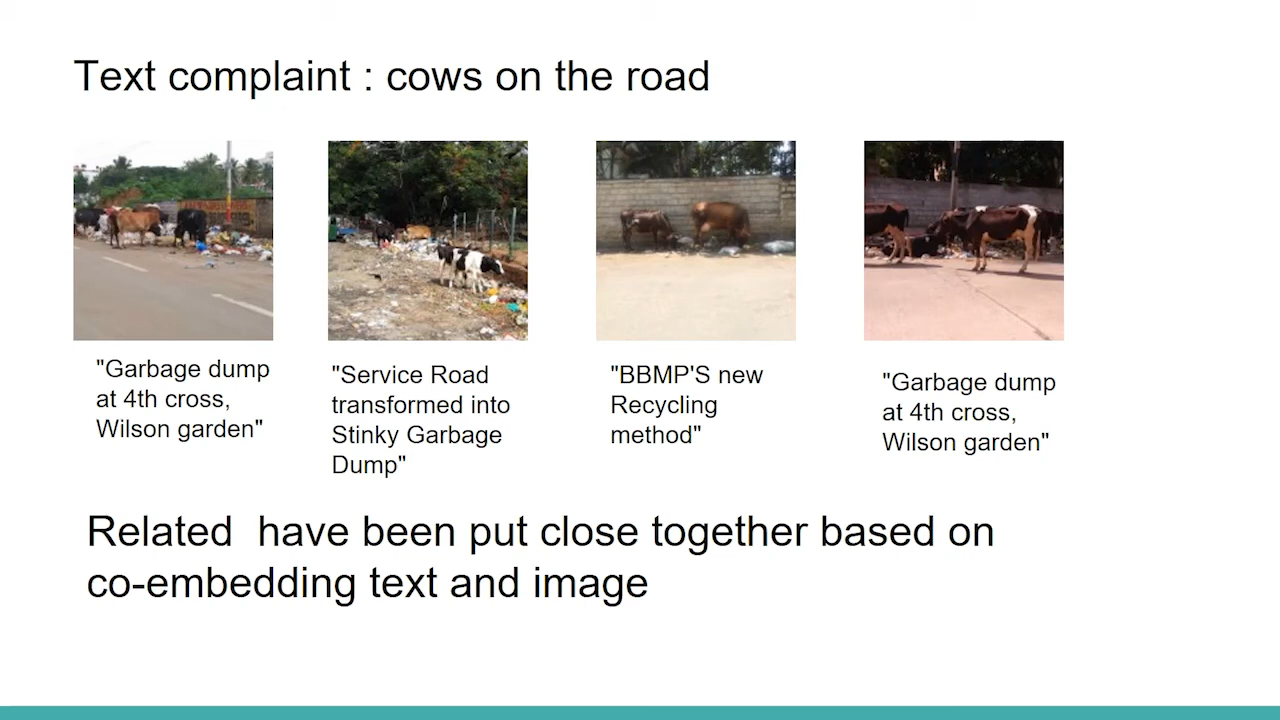 Text complaint : cows on the road
"Garbage dump
at 4th cross,
Wilson garden"
"Service Road
transformed into
Stinky Garbage
Dump"
"BBMP'S new
Recycling
method"
"Garbage dump
at 4th cross,
Wilson garden"
Related  have been put close together based on
co-embedding text and image